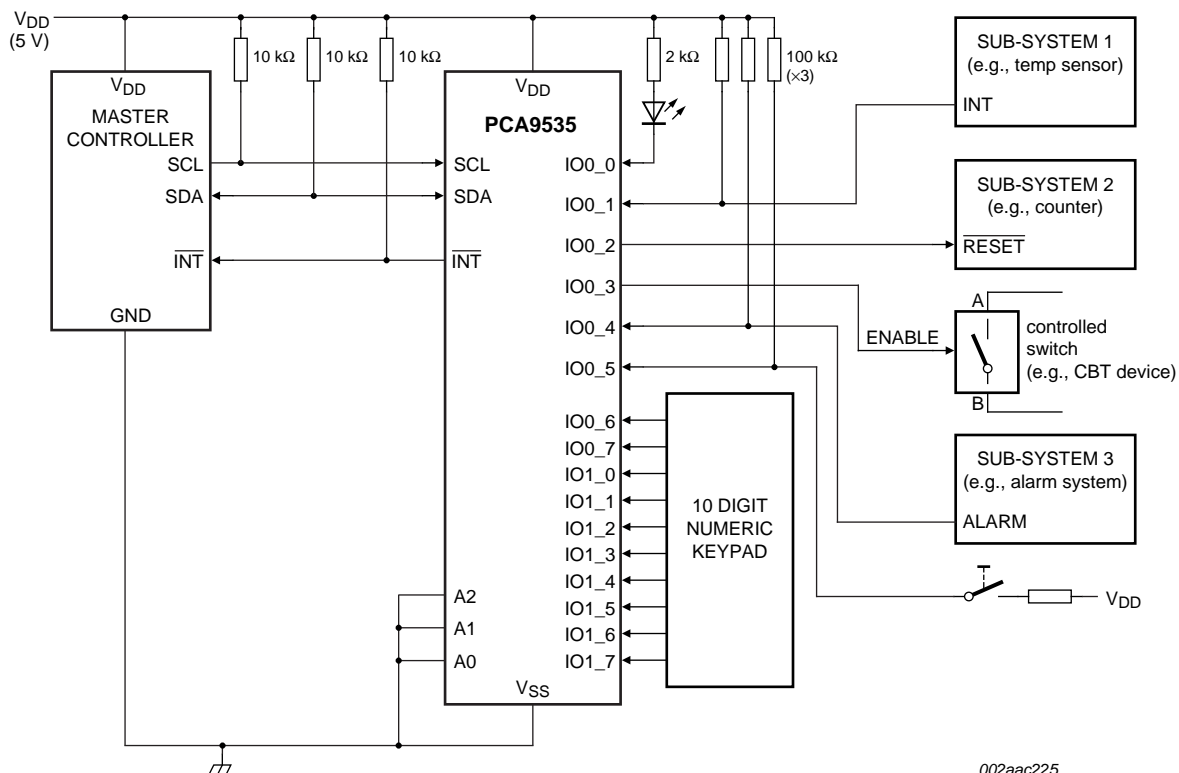 VDD
(5 V)
10 kΩ
10 kΩ
10 kΩ
2 kΩ
100 kΩ
(×3)
VDD
MASTER
CONTROLLER
SCL
SDA
INT
GND
VDD
PCA9535
SCL
SDA
INT
A2
A1
A0
VSS
IO0_0
IO0_1
IO0_2
IO0_3
IO0_4
IO0_5
IO0_6
IO0_7
IO1_0
IO1_1
IO1_2
IO1_3
IO1_4
IO1_5
IO1_6
IO1_7
10 DIGIT
NUMERIC
KEYPAD
SUB-SYSTEM 1
(e.g., temp sensor)
INT
SUB-SYSTEM 2
(e.g., counter)
RESET
A
ENABLE
B
controlled
switch
(e.g., CBT device)
SUB-SYSTEM 3
(e.g., alarm system)
ALARM
VDD
002aac225